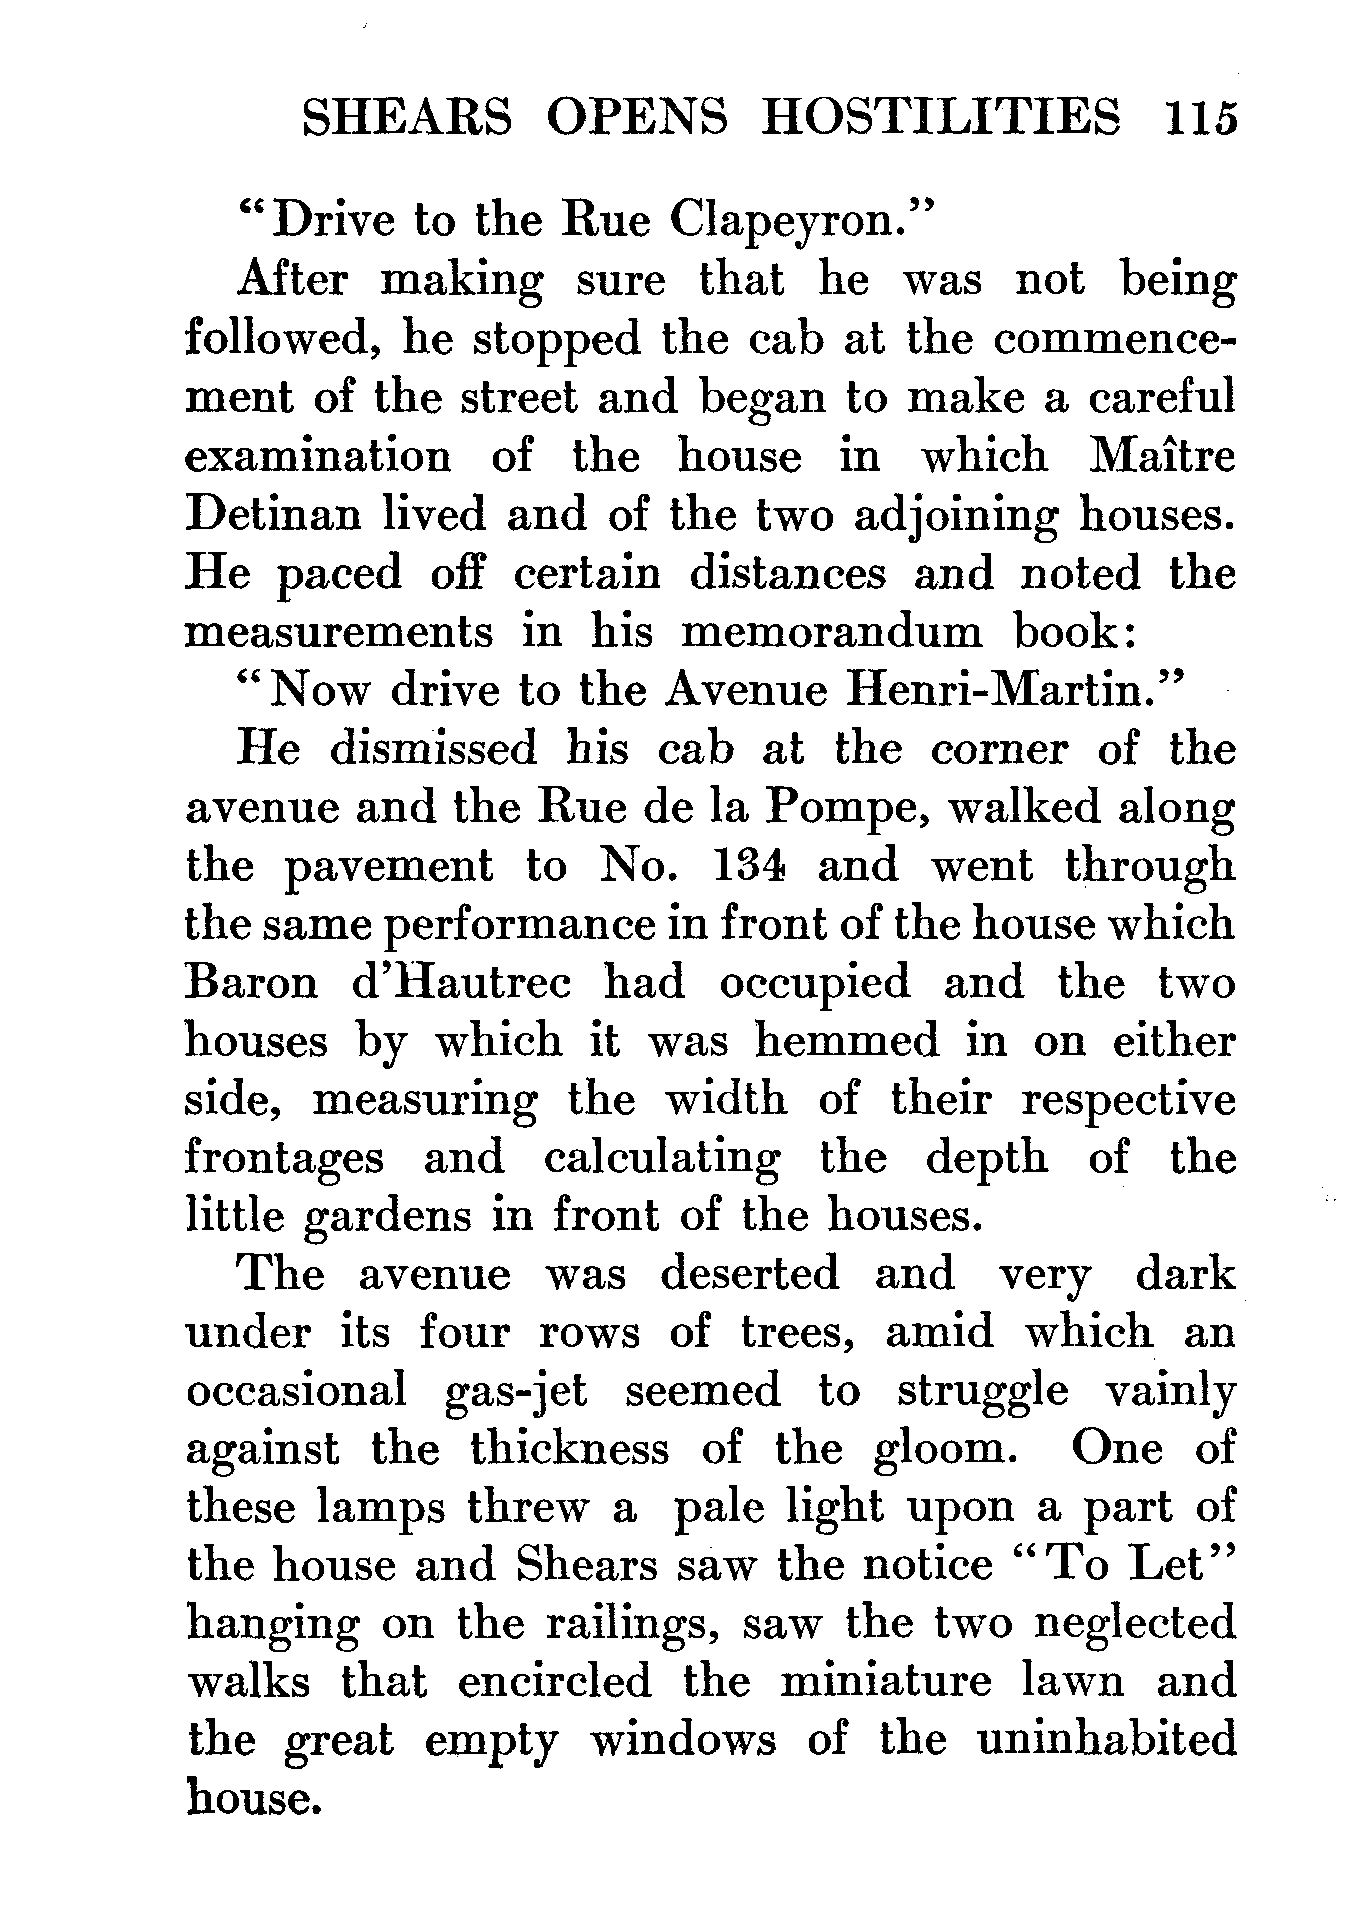 SHEARS OPENS HOSTILITIES 115
“Drive to the Rue Clapeyron.”
After making sure that he was not being
followed, he stopped the cab at the commence-
ment of the street and began to make a careful
examination of the house in which Maître
Detinan lived and of the two adjoining houses.
He paced off certain distances and noted the
measurements in his memorandum book:
“Now drive to the Avenue Henri-Martin.”
He dismissed his cab at the corner of the
avenue and the Rue de la Pompe, walked along
the pavement to No. 134 and went through
the same performance in front of the house which
Baron d’Hautrec had occupied and the two
houses by which it was hemmed in on either
side, measuring the width of their respective
frontages and calculating the depth of the
little gardens in front of the houses.
The avenue was deserted and very dark
under its four rows of trees, amid which an
occasional gas-jet seemed to struggle vainly
against the thickness of the gloom. One of
these lamps threw a pale light upon a part of
the house and Shears saw the notice “To Let”
hanging on the railings, saw the two neglected
walks that encircled the miniature lawn and
the great empty windows of the uninhabited
house.